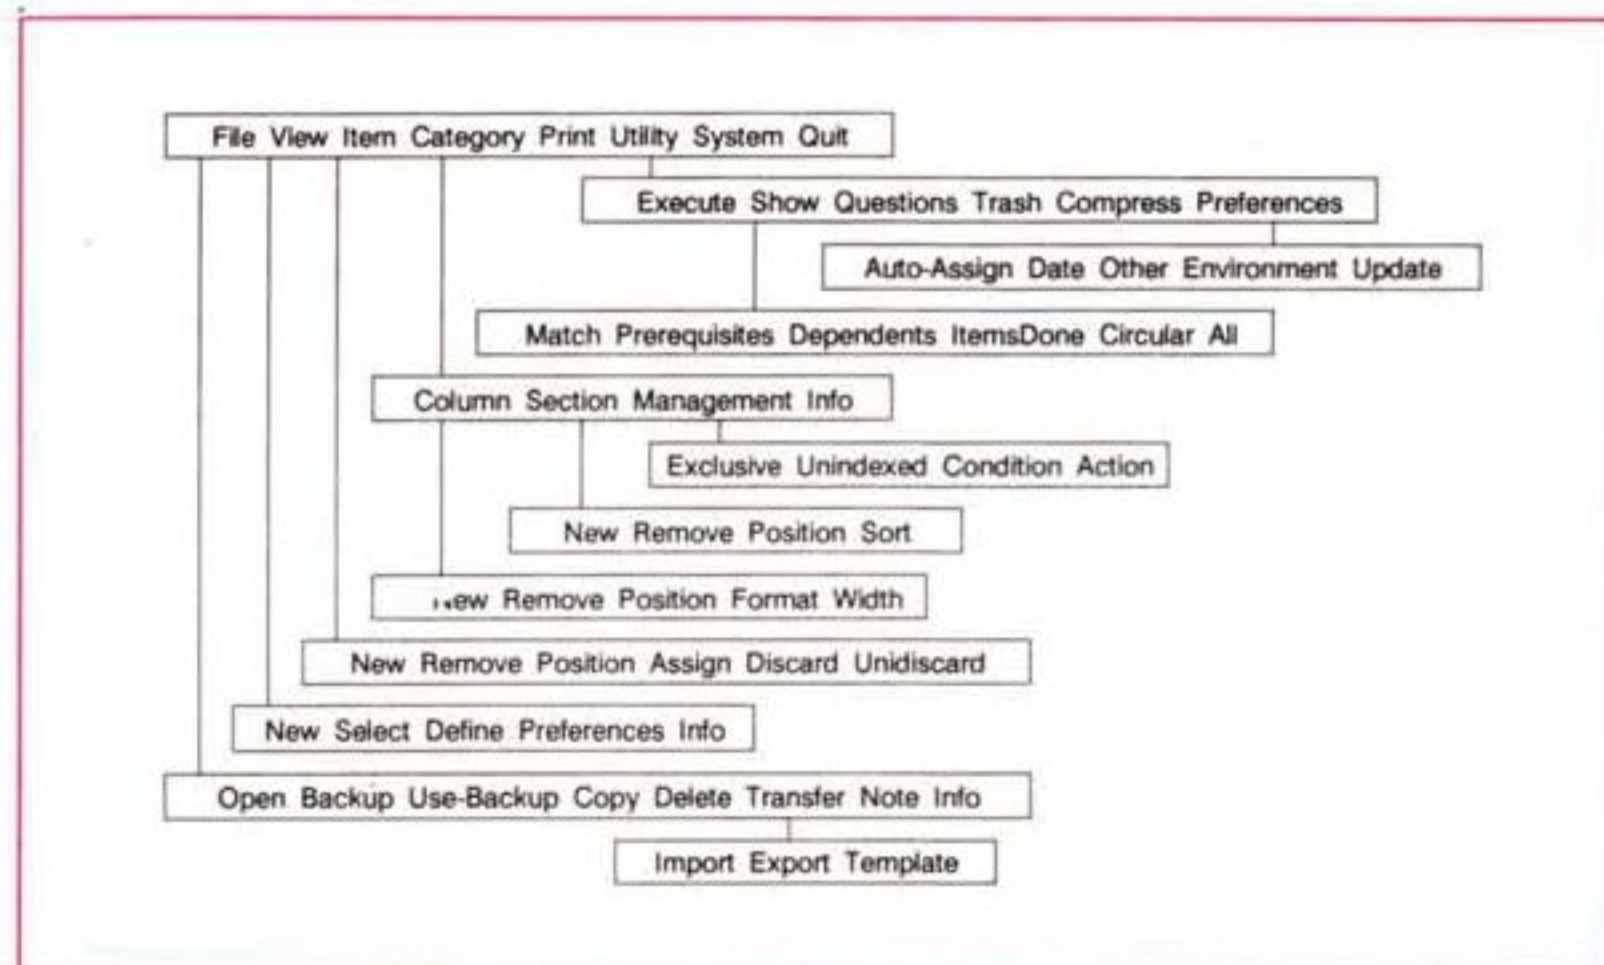 File View Item Category Print Utility System Quit
Execute Show Questions Trash Compress Preferences
Auto-Assign Date Other Environment Update
Match Prerequisites Dependents ItemsDone Circular All
Column Section Management Info
Exclusive Unindexed Condition Action
New Remove Position Sort
New Remove Position Format Width
New Remove Position Assign Discard Unidiscard
New Select Define Preferences Info
Open Backup Use-Backup Copy Delete Transfer Note Info
Import Export Template